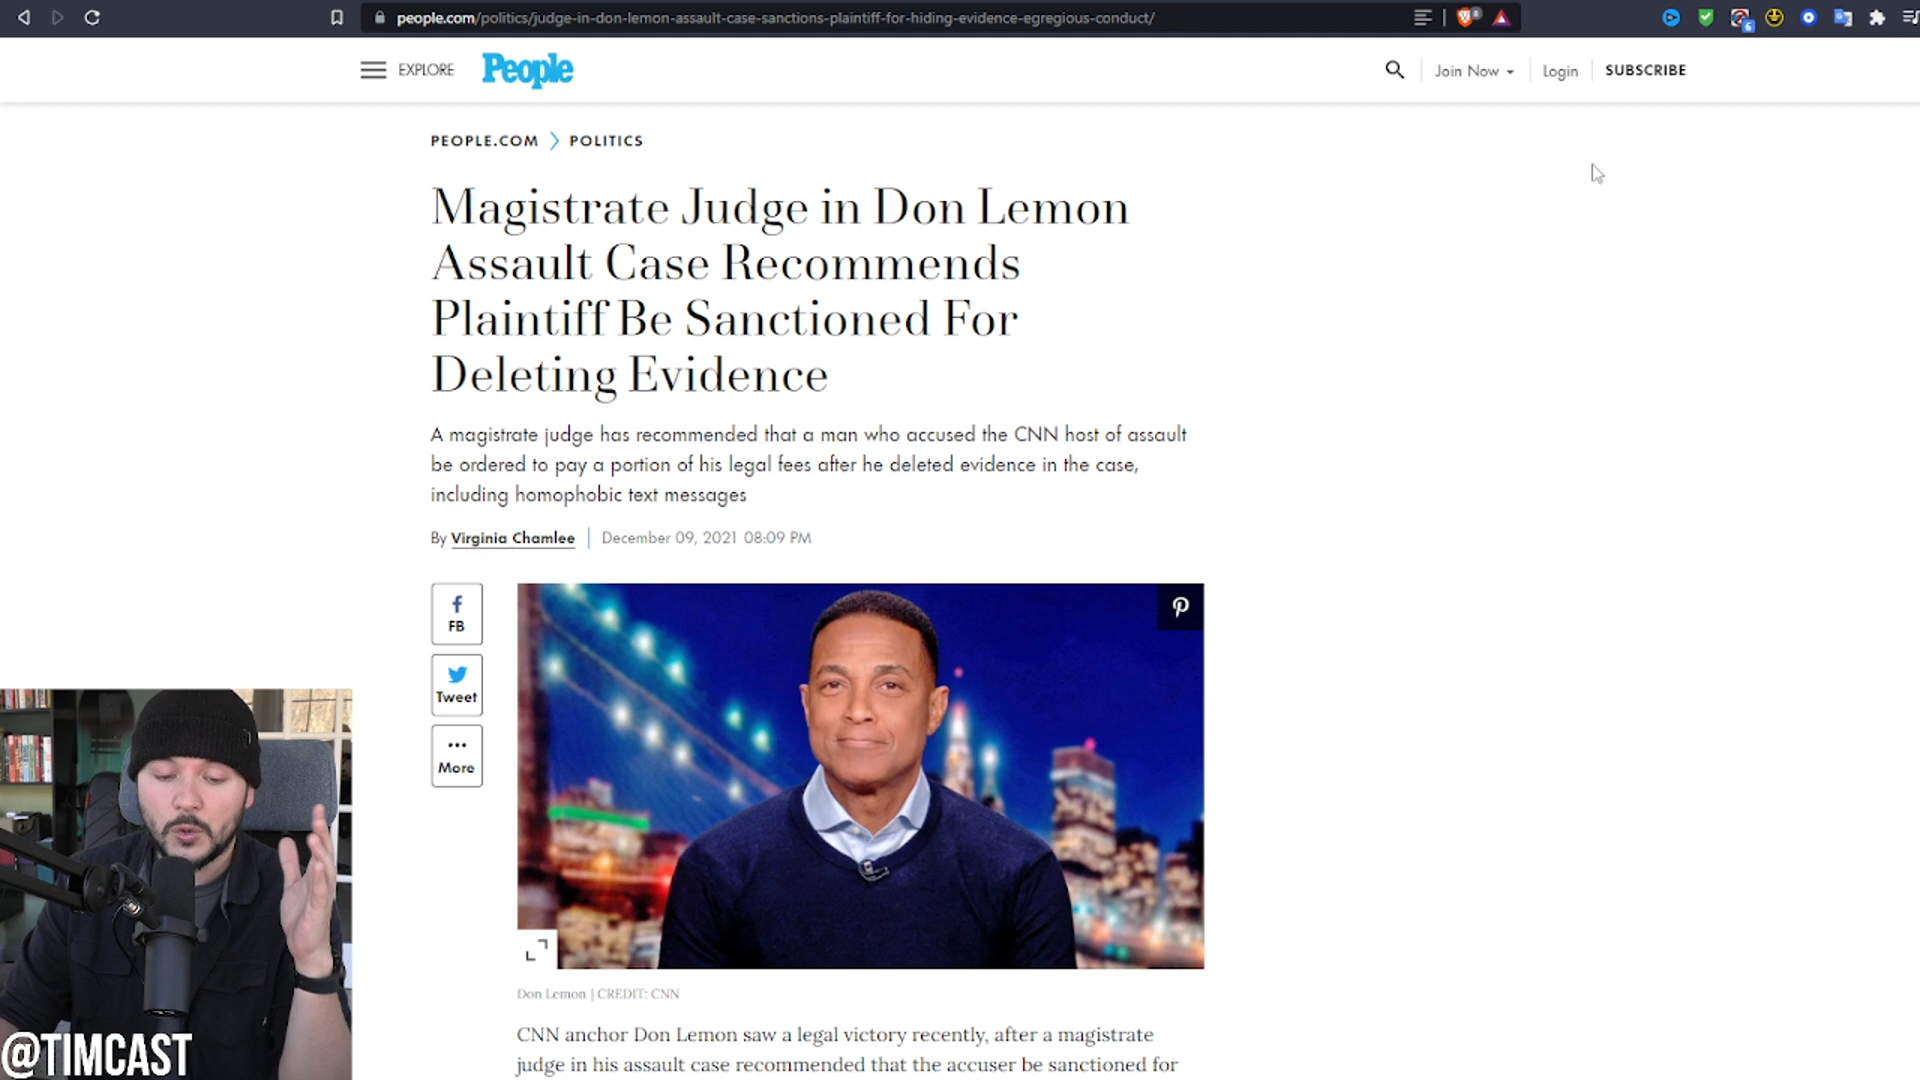 people.com/politics/judge-in-don-lemon-assault-case-sanctions-plaintiff-for-hiding-evidence-egregious-conduct/
EXPLORE
People
Join Now
Login
SUBSCRIBE
PEOPLE.COM
POLITICS
Magistrate Judge in Don Lemon
Assault Case Recommends
Plaintiff Be Sanctioned For
Deleting Evidence
A magistrate judge has recommended that a man who accused the CNN host of assault
be ordered to pay a portion of his legal fees after he deleted evidence in the case,
including homophobic text messages
By Virginia Chamlee
December 09, 2021 08:09 PM
FB
Tweet
More
Don Lemon | CREDIT: CNN
CNN anchor Don Lemon saw a legal victory recently, after a magistrate
judge in his assault case recommended that the accuser be sanctioned for
@TIMCAST